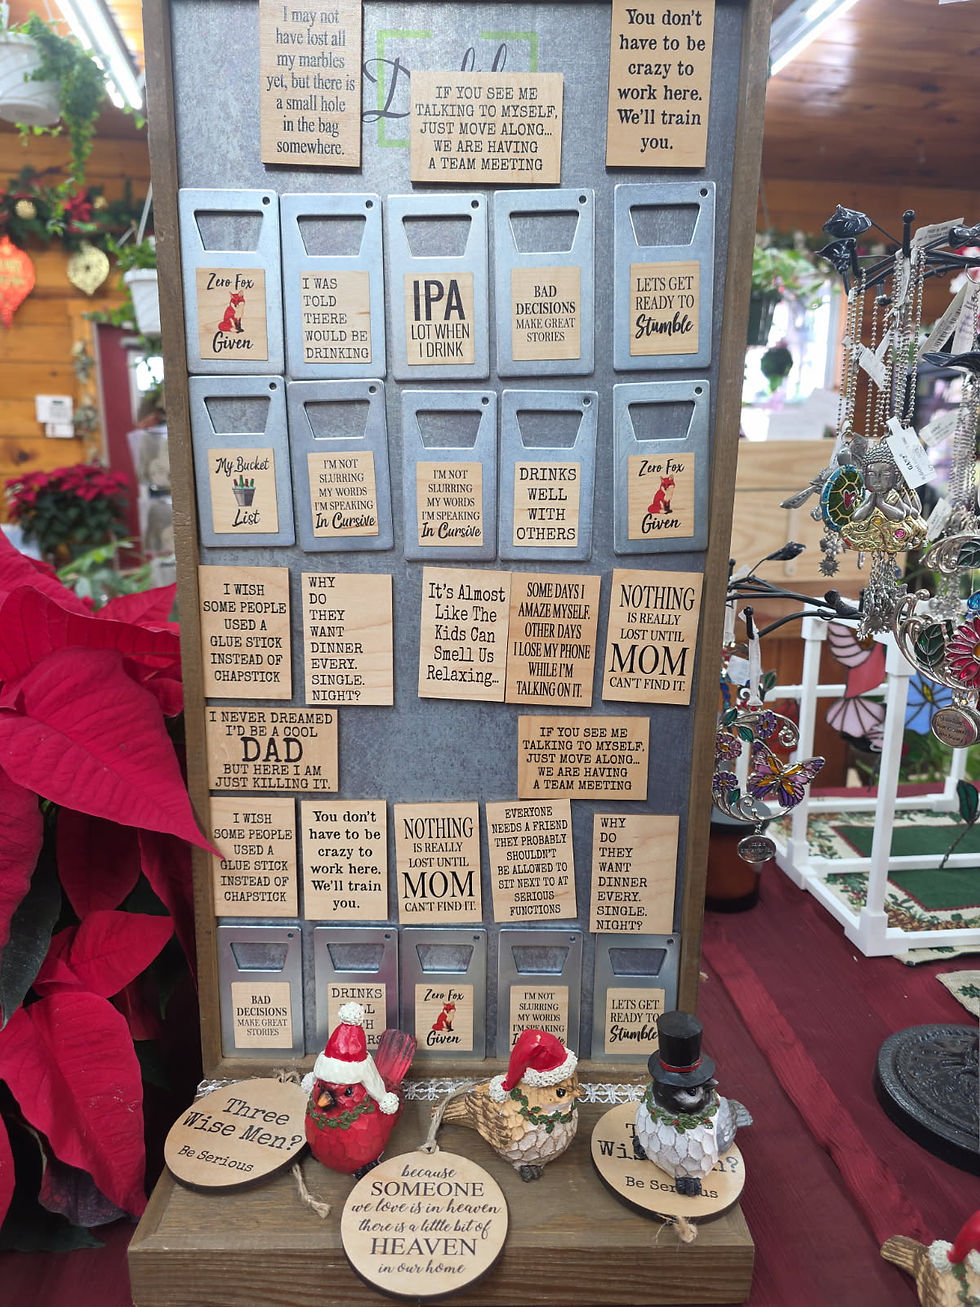 I may not
have lost all
my marbles
yet, but there is
a small hole
in the bag
somewhere.
IF YOU SEE ME
TALKING TO MYSELF,
JUST MOVE ALONG...
WE ARE HAVING
A TEAM MEETING
You don't
have to be
crazy to
work here.
We'll train
you.
Zero Fox
Given
I WAS
TOLD
THERE
WOULD BE
DRINKING
IPA
LOT WHEN
I DRINK
BAD
DECISIONS
MAKE GREAT
STORIES
LETS GET
READY TO
Stumble
My Bucket
List
I'M NOT
SLURRING
MY WORDS
I'M SPEAKING
In Cursive
I'M NOT
SLURRING
MY WORDS
I'M SPEAKING
In Cursive
DRINKS
WELL
WITH
OTHERS
Zero Fox
Given
I WISH
SOME PEOPLE
USED A
GLUE STICK
INSTEAD OF
CHAPSTICK
WHY
DO
THEY
WANT
DINNER
EVERY.
SINGLE.
NIGHT?
It's Almost
Like The
Kids Can
Smell Us
Relaxing...
SOME DAYS I
AMAZE MYSELF.
OTHER DAYS
I LOSE MY PHONE
WHILE I'M
TALKING ON IT.
NOTHING
IS REALLY
LOST UNTIL
MOM
CAN'T FIND IT.
I NEVER DREAMED
I'D BE A COOL
DAD
BUT HERE I AM
JUST KILLING IT.
IF YOU SEE ME
TALKING TO MYSELF,
JUST MOVE ALONG...
WE ARE HAVING
A TEAM MEETING
I WISH
SOME PEOPLE
USED A
GLUE STICK
INSTEAD OF
CHAPSTICK
You don't
have to be
crazy to
work here.
We'll train
you.
NOTHING
IS REALLY
LOST UNTIL
MOM
CAN'T FIND IT.
EVERYONE
NEEDS A FRIEND
THEY PROBABLY
SHOULDN'T
BE ALLOWED TO
SIT NEXT TO AT
SERIOUS
FUNCTIONS
WHY
DO
THEY
WANT
DINNER
EVERY.
SINGLE.
NIGHT?
BAD
DECISIONS
MAKE GREAT
STORIES
DRINKS
Zero Fox
Given
I'M NOT
SLURRING
MY WORDS
I'M SPEAKING
LETS GET
READY TO
Stumble
Three
Wise Men?
Be Serious
because
SOMEONE
we love is in heaven
there is a little bit of
HEAVEN
in our home
Be Serious